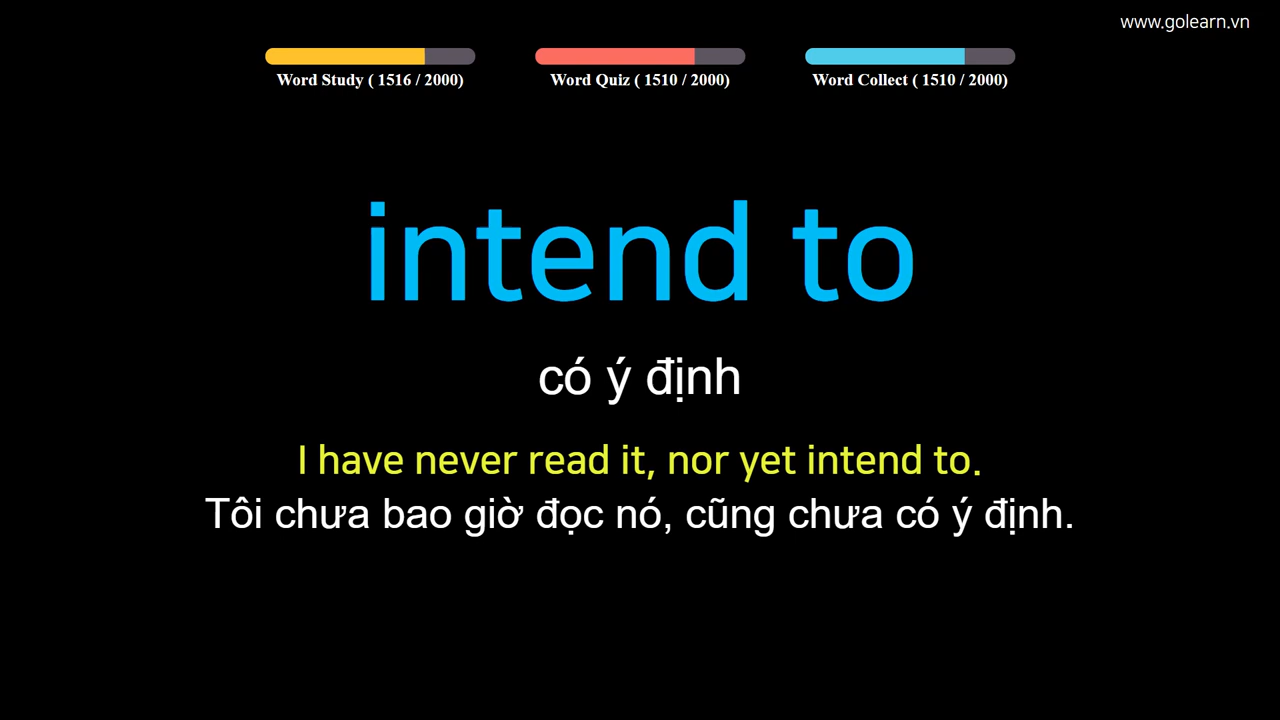 www.golearn.vn
Word Study ( 1516 / 2000)
Word Quiz ( 1510 / 2000)
Word Collect ( 1510 / 2000)
intend to
có ý định
I have never read it, nor yet intend to.
Tôi chưa bao giờ đọc nó, cũng chưa có ý định.